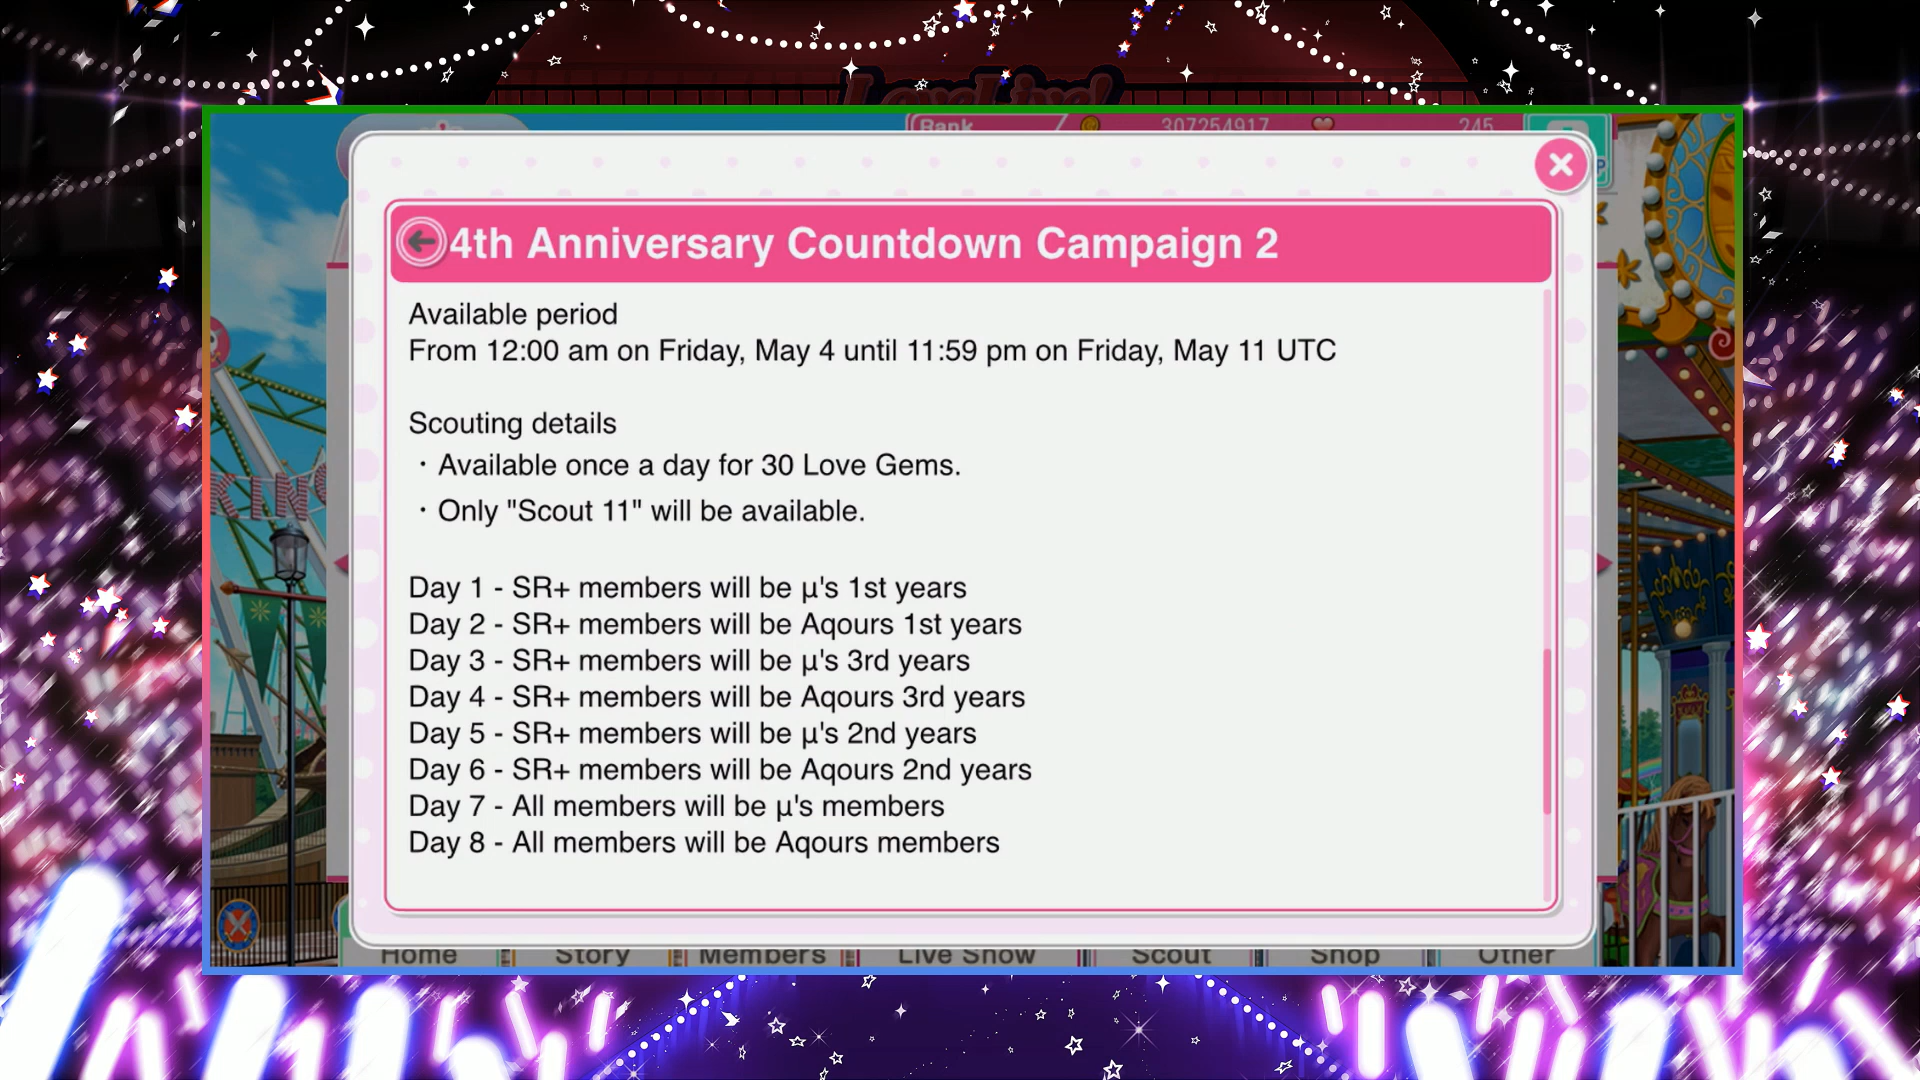 LoveLive!
Rank 307254917 245
4th Anniversary Countdown Campaign 2
Available period
From 12:00 am on Friday, May 4 until 11:59 pm on Friday, May 11 UTC
Scouting details
・Available once a day for 30 Love Gems.
・Only "Scout 11" will be available.
Day 1 - SR+ members will be µ's 1st years
Day 2 - SR+ members will be Aqours 1st years
Day 3 - SR+ members will be µ's 3rd years
Day 4 - SR+ members will be Aqours 3rd years
Day 5 - SR+ members will be µ's 2nd years
Day 6 - SR+ members will be Aqours 2nd years
Day 7 - All members will be µ's members
Day 8 - All members will be Aqours members
Home Story Members Live Show Scout Shop Other